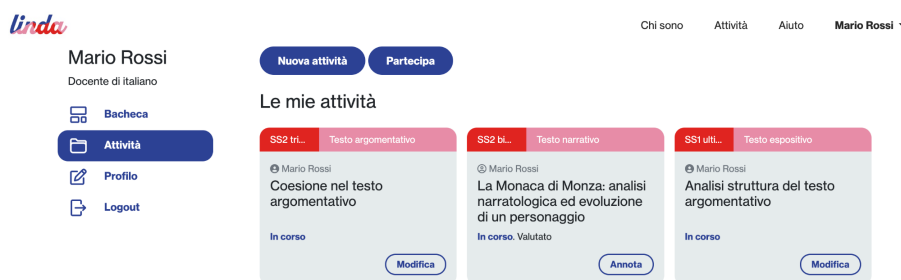 linda
Chi sono Attività Aiuto Mario Rossi
Mario Rossi
Docente di italiano
Bacheca
Attività
Profilo
Logout
Nuova attività Partecipa
Le mie attività
SS2 tri... Testo argomentativo
Mario Rossi
Coesione nel testo
argomentativo
In corso
Modifica
SS2 bi... Testo narrativo
Mario Rossi
La Monaca di Monza: analisi
narratologica ed evoluzione
di un personaggio
In corso. Valutato
Annota
SS1 ulti... Testo espositivo
Mario Rossi
Analisi struttura del testo
argomentativo
In corso
Modifica